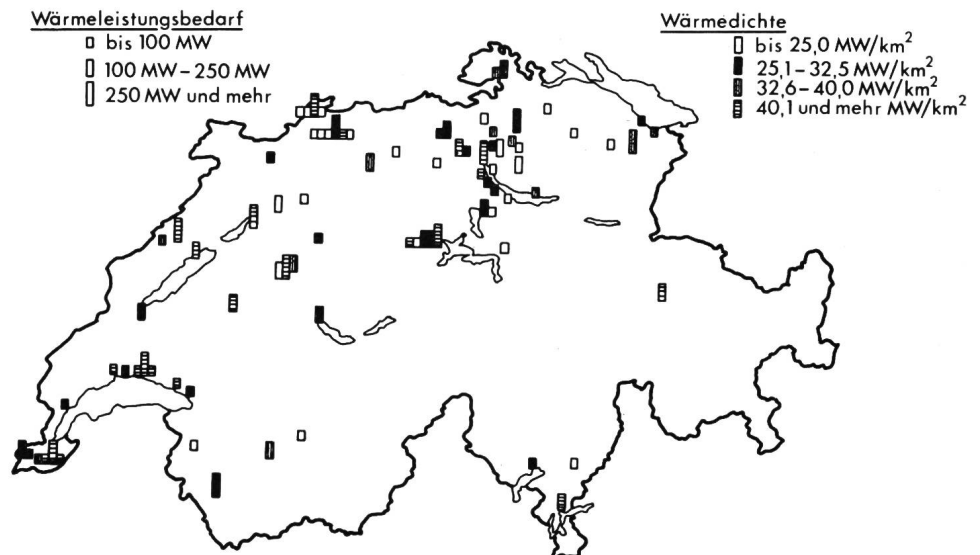 Wärmeleistungsbedarf
bis 100 MW
100 MW – 250 MW
250 MW und mehr
Wärmedichte
bis 25,0 MW/km²
25,1 – 32,5 MW/km²
32,6 – 40,0 MW/km²
40,1 und mehr MW/km²